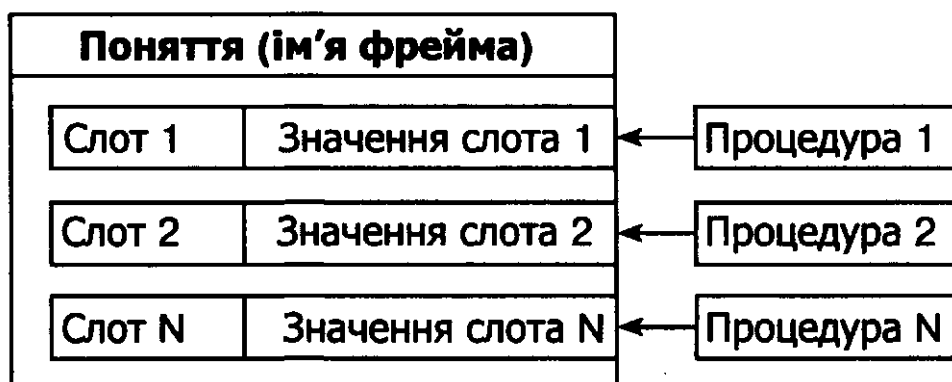 Поняття (ім'я фрейма)
Слот 1 Значення слота 1 Процедура 1
Слот 2 Значення слота 2 Процедура 2
Слот N Значення слота N Процедура N